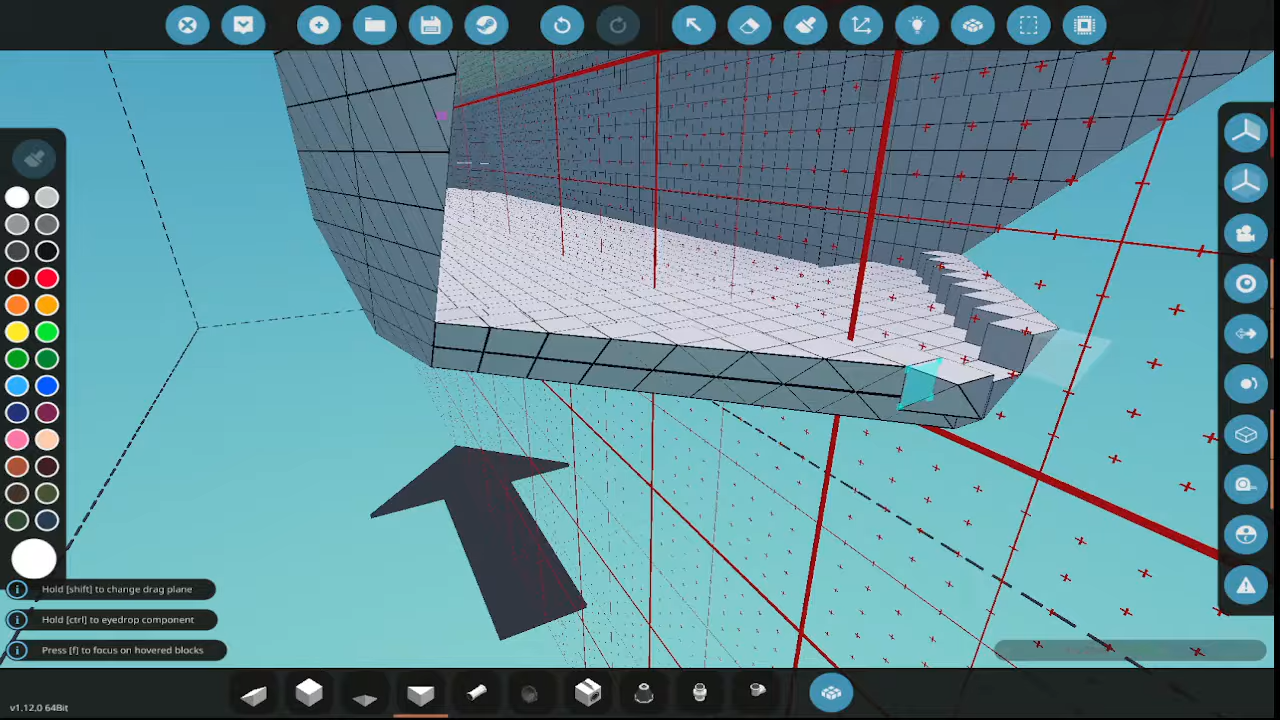 Hold [shift] to change drag plane
Hold [ctrl] to eyedrop component
Press [f] to focus on hovered blocks
v1.12.0 64Bit